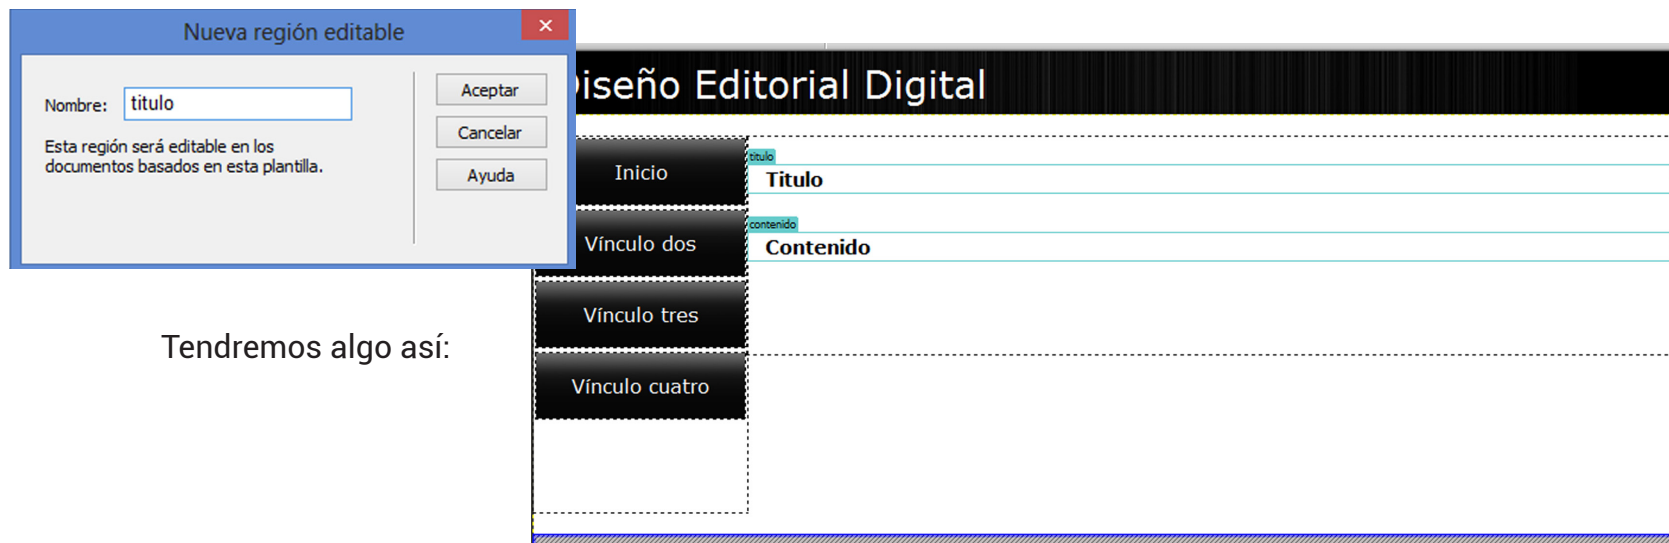 Nueva región editable
Nombre: titulo
Esta región será editable en los
documentos basados en esta plantilla.
Aceptar
Cancelar
Ayuda
Tendremos algo así:
iseño Editorial Digital
Inicio
Vínculo dos
Vínculo tres
Vínculo cuatro
titulo
Titulo
contenido
Contenido